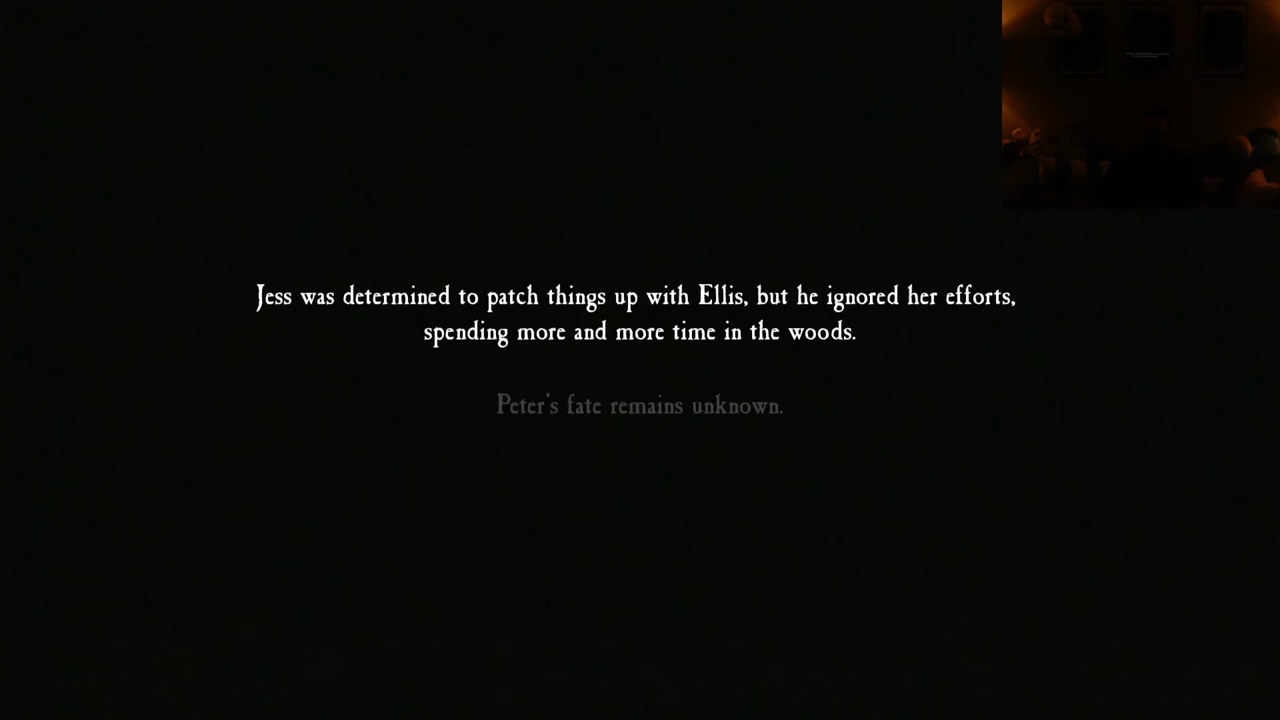 Jess was determined to patch things up with Ellis, but he ignored her efforts,
spending more and more time in the woods.
Peter's fate remains unknown.